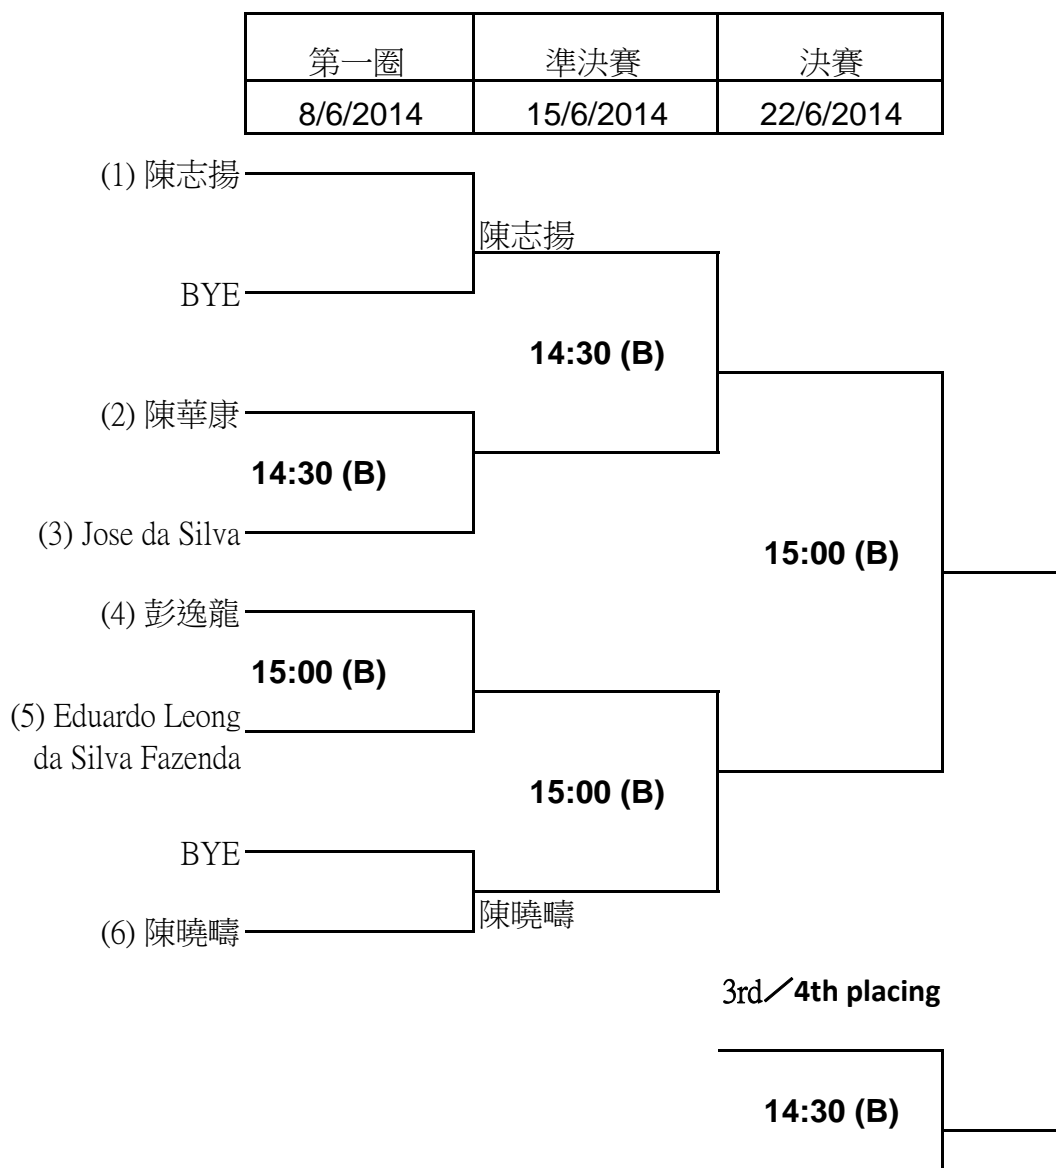 第一圈 準決賽 決賽
8/6/2014 15/6/2014 22/6/2014
(1) 陳志揚
陳志揚
BYE
14:30 (B)
(2) 陳華康
14:30 (B)
(3) Jose da Silva
15:00 (B)
(4) 彭逸龍
15:00 (B)
(5) Eduardo Leong
da Silva Fazenda
15:00 (B)
BYE
陳曉疇
(6) 陳曉疇
3rd／4th placing
14:30 (B)